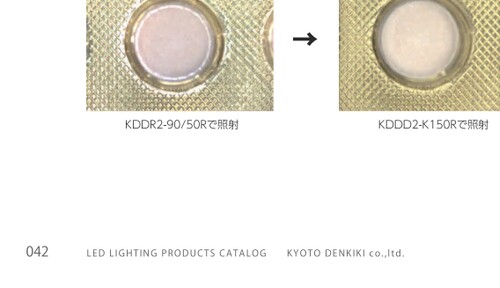 KDDR2-90/50Rで照射
KDDD2-K150Rで照射
042 LED LIGHTING PRODUCTS CATALOG KYOTO DENKIKI co.,ltd.